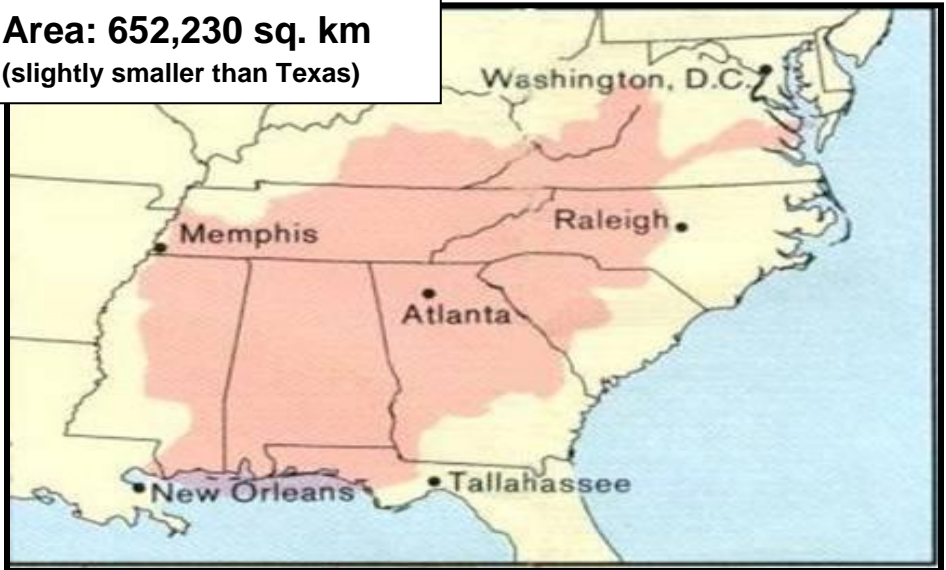 Area: 652,230 sq. km
(slightly smaller than Texas)
Washington, D.C.
Memphis
Raleigh
Atlanta
New Orleans
Tallahassee